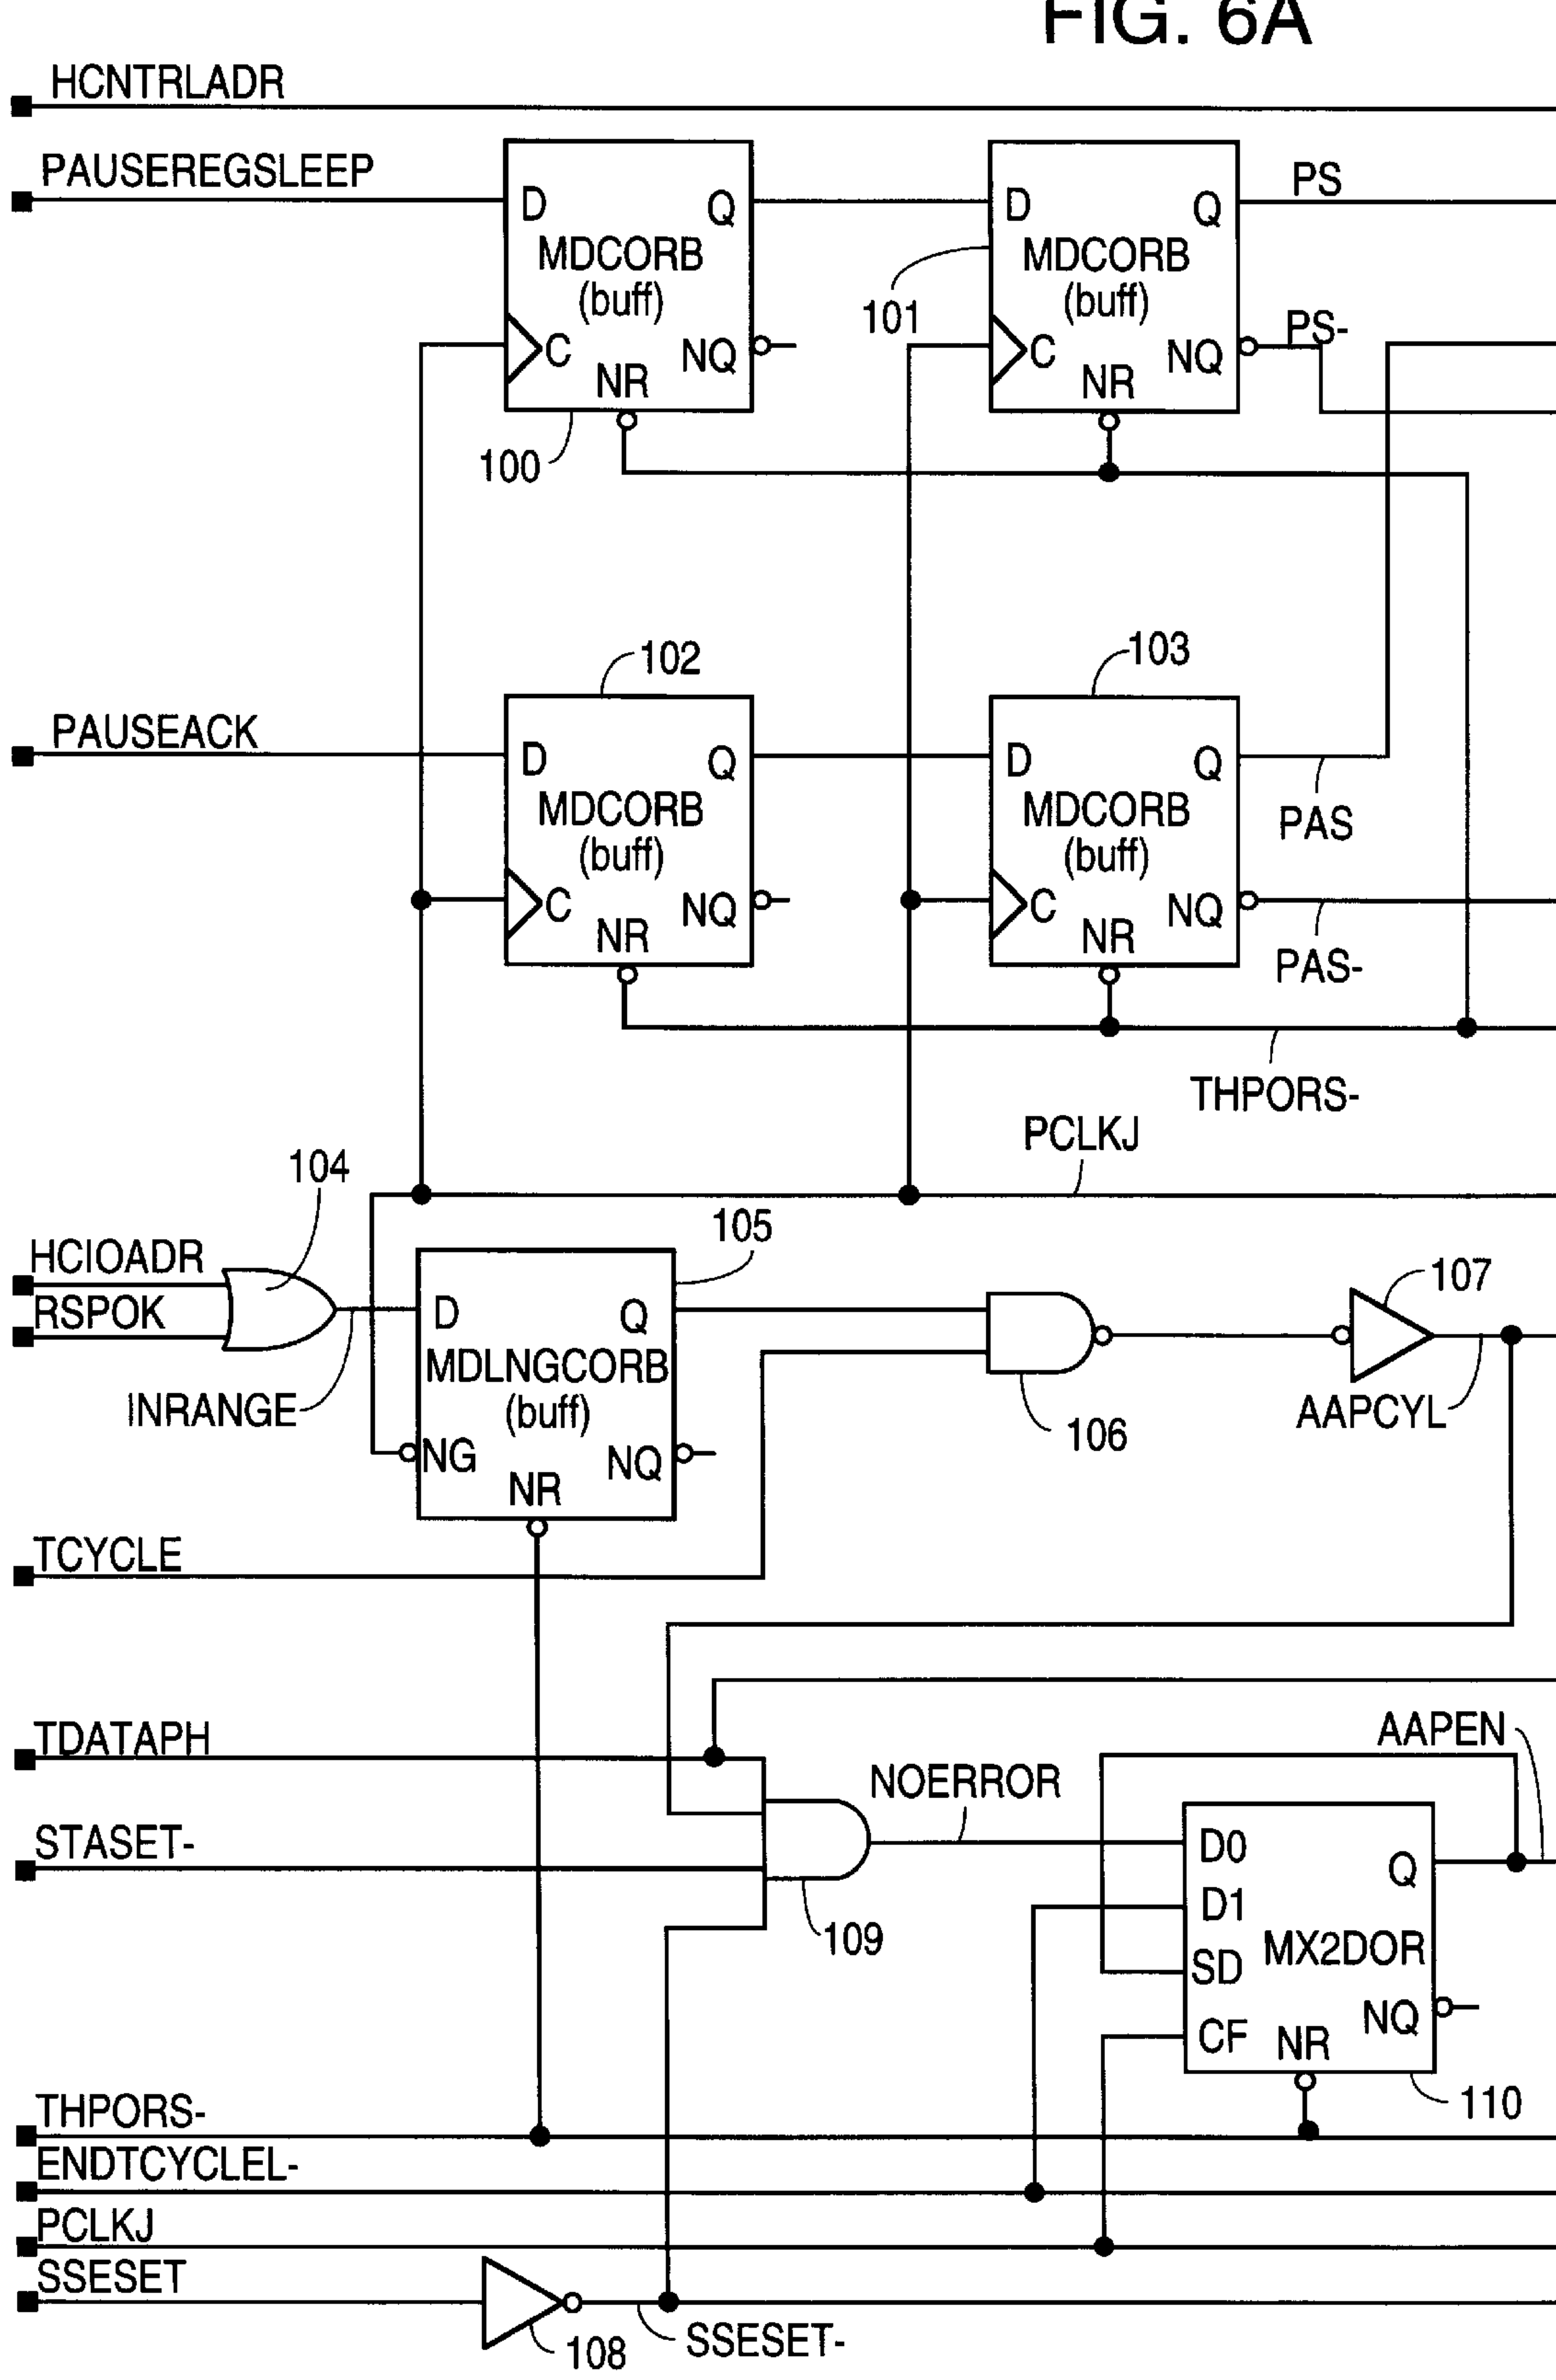 FIG. 6A
HCNTRLADR
PAUSEREGSLEEP
D Q
MDCORB
(buff)
C NQ
NR
100
D Q
MDCORB
(buff)
C NQ
NR
101
PS
PS-
PAUSEACK
102
D Q
MDCORB
(buff)
C NQ
NR
103
D Q
MDCORB
(buff)
C NQ
NR
PAS
PAS-
THPORS-
PCLKJ
104
HCIOADR
RSPOK
INRANGE
105
D Q
MDLNGCORB
(buff)
NG NQ
NR
106
107
AAPCYL
TCYCLE
TDATAPH
STASET-
NOERROR
109
AAPEN
D0 Q
D1
MX2DOR
SD
NQ
CF NR
110
THPORS-
ENDTCYCLEL-
PCLKJ
SSESET
108
SSESET-